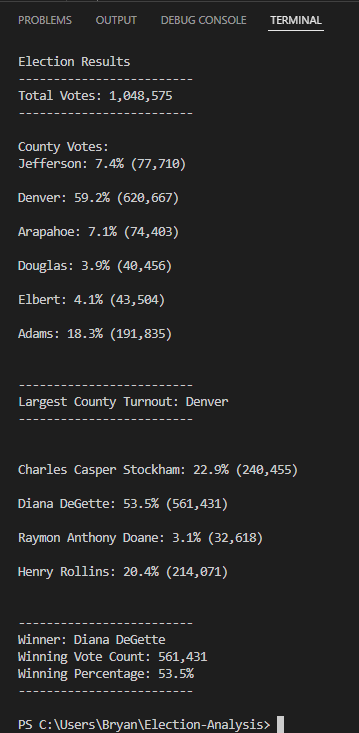 PROBLEMS OUTPUT DEBUG CONSOLE TERMINAL
Election Results
-------------------------
Total Votes: 1,048,575
-------------------------
County Votes:
Jefferson: 7.4% (77,710)
Denver: 59.2% (620,667)
Arapahoe: 7.1% (74,403)
Douglas: 3.9% (40,456)
Elbert: 4.1% (43,504)
Adams: 18.3% (191,835)
-------------------------
Largest County Turnout: Denver
-------------------------
Charles Casper Stockham: 22.9% (240,455)
Diana DeGette: 53.5% (561,431)
Raymon Anthony Doane: 3.1% (32,618)
Henry Rollins: 20.4% (214,071)
-------------------------
Winner: Diana DeGette
Winning Vote Count: 561,431
Winning Percentage: 53.5%
-------------------------
PS C:\Users\Bryan\Election-Analysis>